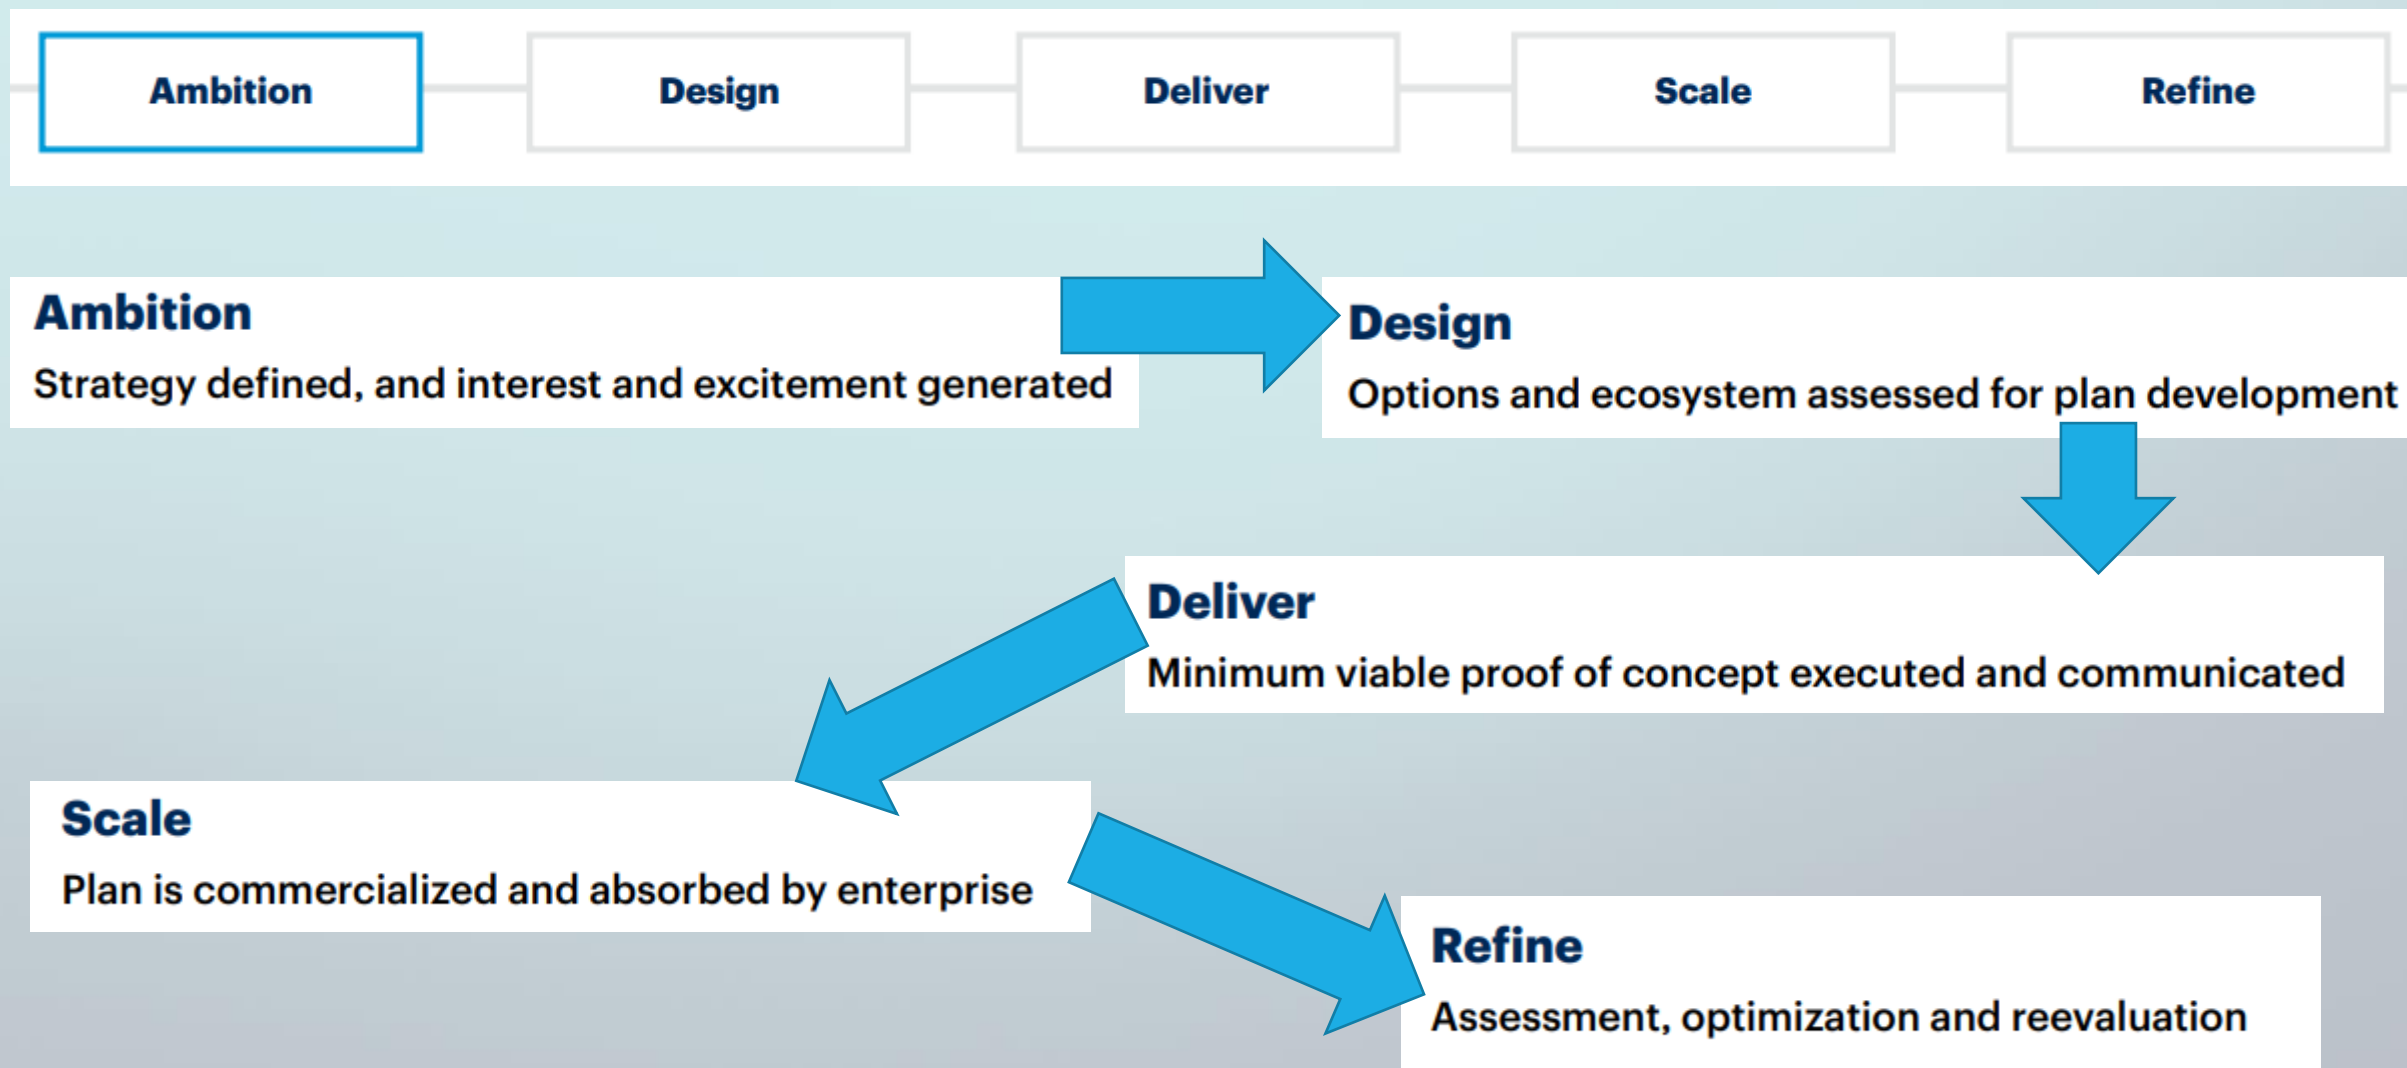 Ambition Design Deliver Scale Refine
Ambition
Strategy defined, and interest and excitement generated
Design
Options and ecosystem assessed for plan development
Deliver
Minimum viable proof of concept executed and communicated
Scale
Plan is commercialized and absorbed by enterprise
Refine
Assessment, optimization and reevaluation